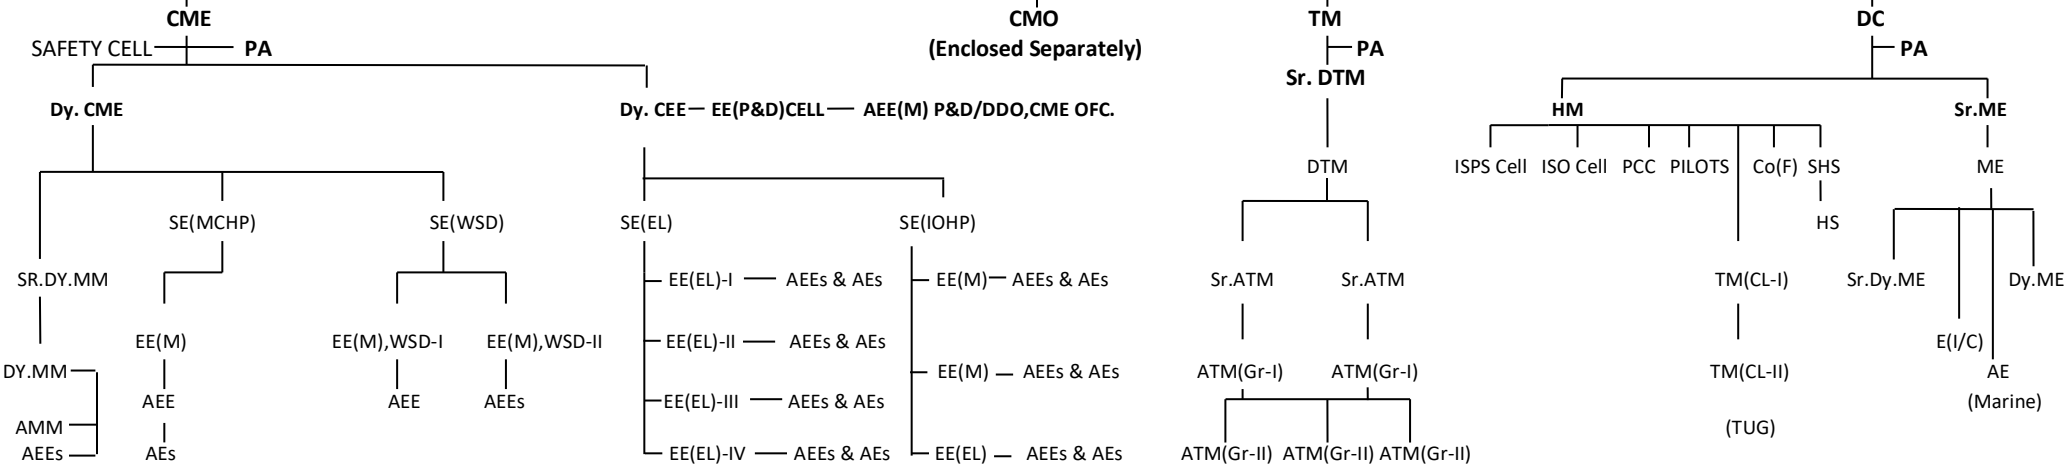 CME CMO TM DC
SAFETY CELL PA (Enclosed Separately) PA PA
Sr. DTM
Dy. CME Dy. CEE EE(P&D)CELL AEE(M) P&D/DDO,CME OFC. HM Sr.ME
DTM ISPS Cell ISO Cell PCC PILOTS Co(F) SHS ME
SE(MCHP) SE(WSD) SE(EL) SE(IOHP) HS
SR.DY.MM EE(EL)-I AEEs & AEs EE(M) AEEs & AEs Sr.ATM Sr.ATM TM(CL-I) Sr.Dy.ME Dy.ME
EE(M) EE(M),WSD-I EE(M),WSD-II EE(EL)-II AEEs & AEs E(I/C)
DY.MM EE(M) AEEs & AEs ATM(Gr-I) ATM(Gr-I) TM(CL-II) AE
AEE AEE AEEs EE(EL)-III AEEs & AEs (Marine)
AMM (TUG)
AEEs AEs EE(EL)-IV AEEs & AEs EE(EL) AEEs & AEs ATM(Gr-II) ATM(Gr-II) ATM(Gr-II)